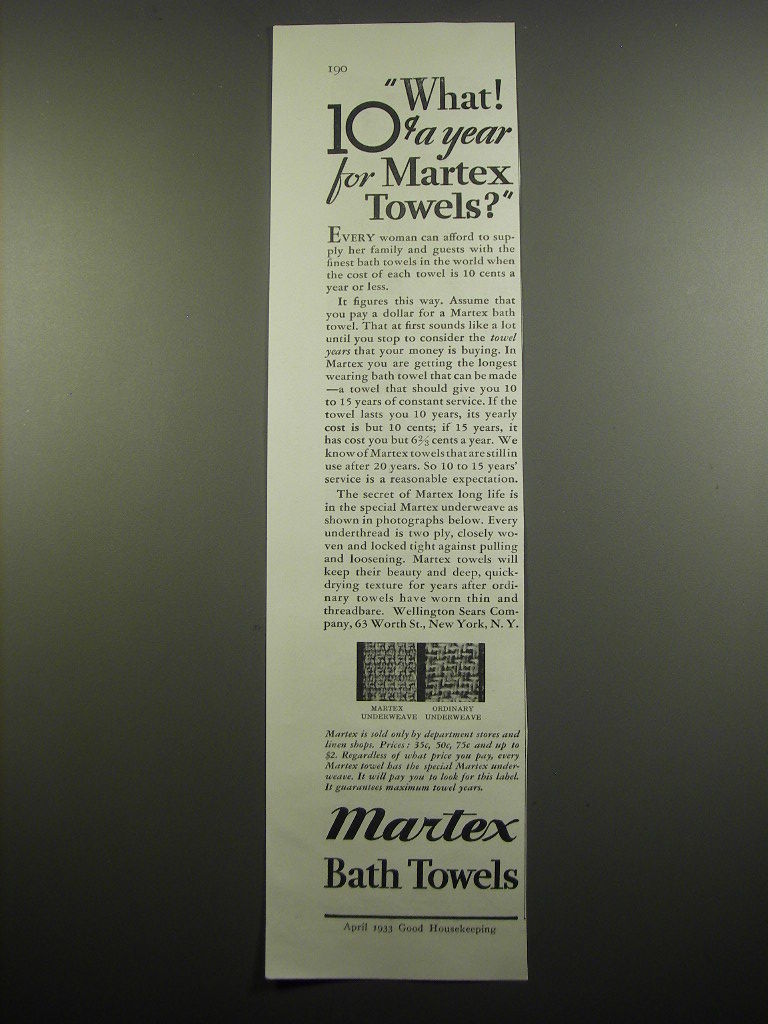 190
"What!
10¢ a year
for Martex
Towels?"
EVERY woman can afford to sup-
ply her family and guests with the
finest bath towels in the world when
the cost of each towel is 10 cents a
year or less.
It figures this way. Assume that
you pay a dollar for a Martex bath
towel. That at first sounds like a lot
until you stop to consider the towel
years that your money is buying. In
Martex you are getting the longest
wearing bath towel that can be made
—a towel that should give you 10
to 15 years of constant service. If the
towel lasts you 10 years, its yearly
cost is but 10 cents; if 15 years, it
has cost you but 6⅔ cents a year. We
know of Martex towels that are still in
use after 20 years. So 10 to 15 years'
service is a reasonable expectation.
The secret of Martex long life is
in the special Martex underweave as
shown in photographs below. Every
underthread is two ply, closely wo-
ven and locked tight against pulling
and loosening. Martex towels will
keep their beauty and deep, quick-
drying texture for years after ordi-
nary towels have worn thin and
threadbare. Wellington Sears Com-
pany, 63 Worth St., New York, N. Y.
MARTEX ORDINARY
UNDERWEAVE UNDERWEAVE
Martex is sold only by department stores and
linen shops. Prices: 35c, 50c, 75c and up to
$2. Regardless of what price you pay, every
Martex towel has the special Martex under-
weave. It will pay you to look for this label.
It guarantees maximum towel years.
Martex
Bath Towels
April 1933 Good Housekeeping